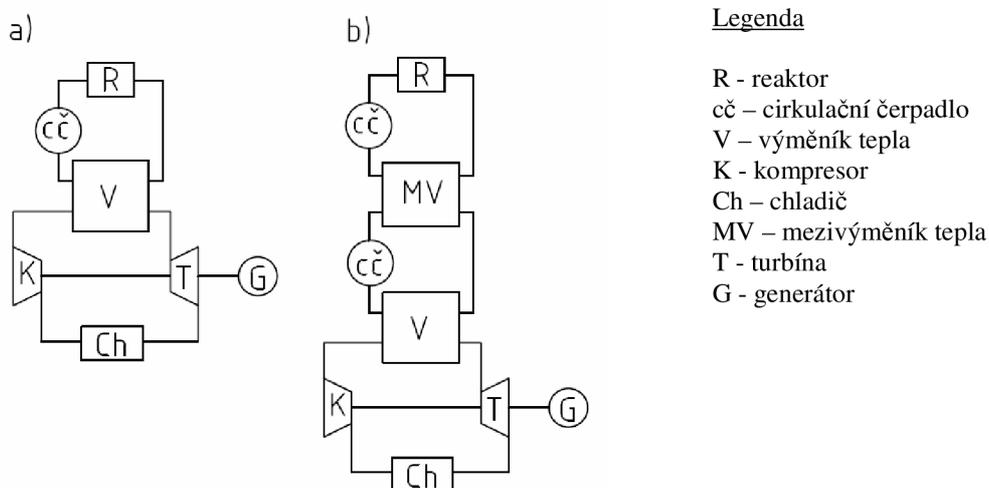 a)
R
cč
V
K
T
G
Ch
b)
R
cč
MV
cč
V
K
T
G
Ch
Legenda
R - reaktor
cč – cirkulační čerpadlo
V – výměník tepla
K - kompresor
Ch – chladič
MV – mezivýměník tepla
T - turbína
G - generátor